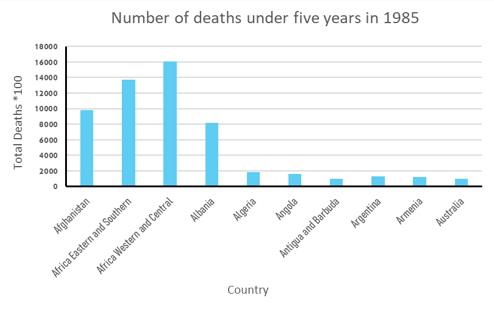 Number of deaths under five years in 1985
Total Deaths *100
18000
16000
14000
12000
10000
8000
6000
4000
2000
0
Afghanistan
Africa Eastern and Southern
Africa Western and Central
Albania
Algeria
Angola
Antigua and Barbuda
Argentina
Armenia
Australia
Country